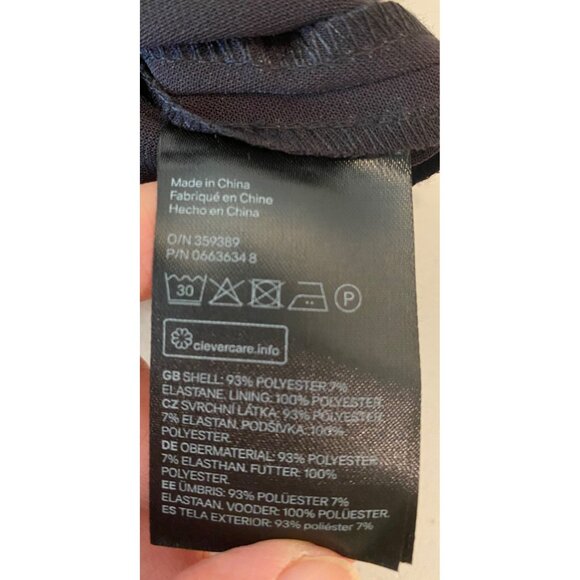 Made in China
Fabriqué en Chine
Hecho en China
O/N 359389
P/N 0663634 8
30
P
clevercare.info
GB SHELL: 93% POLYESTER 7%
ELASTANE. LINING: 100% POLYESTER.
CZ SVRCHNÍ LÁTKA: 93% POLYESTER
7% ELASTAN. PODŠÍVKA: 100%
POLYESTER.
DE OBERMATERIAL: 93% POLYESTER
7% ELASTHAN. FUTTER: 100%
POLYESTER.
EE ÜMBRIS: 93% POLÜESTER 7%
ELASTAAN. VOODER: 100% POLÜESTER.
ES TELA EXTERIOR: 93% poliéster 7%